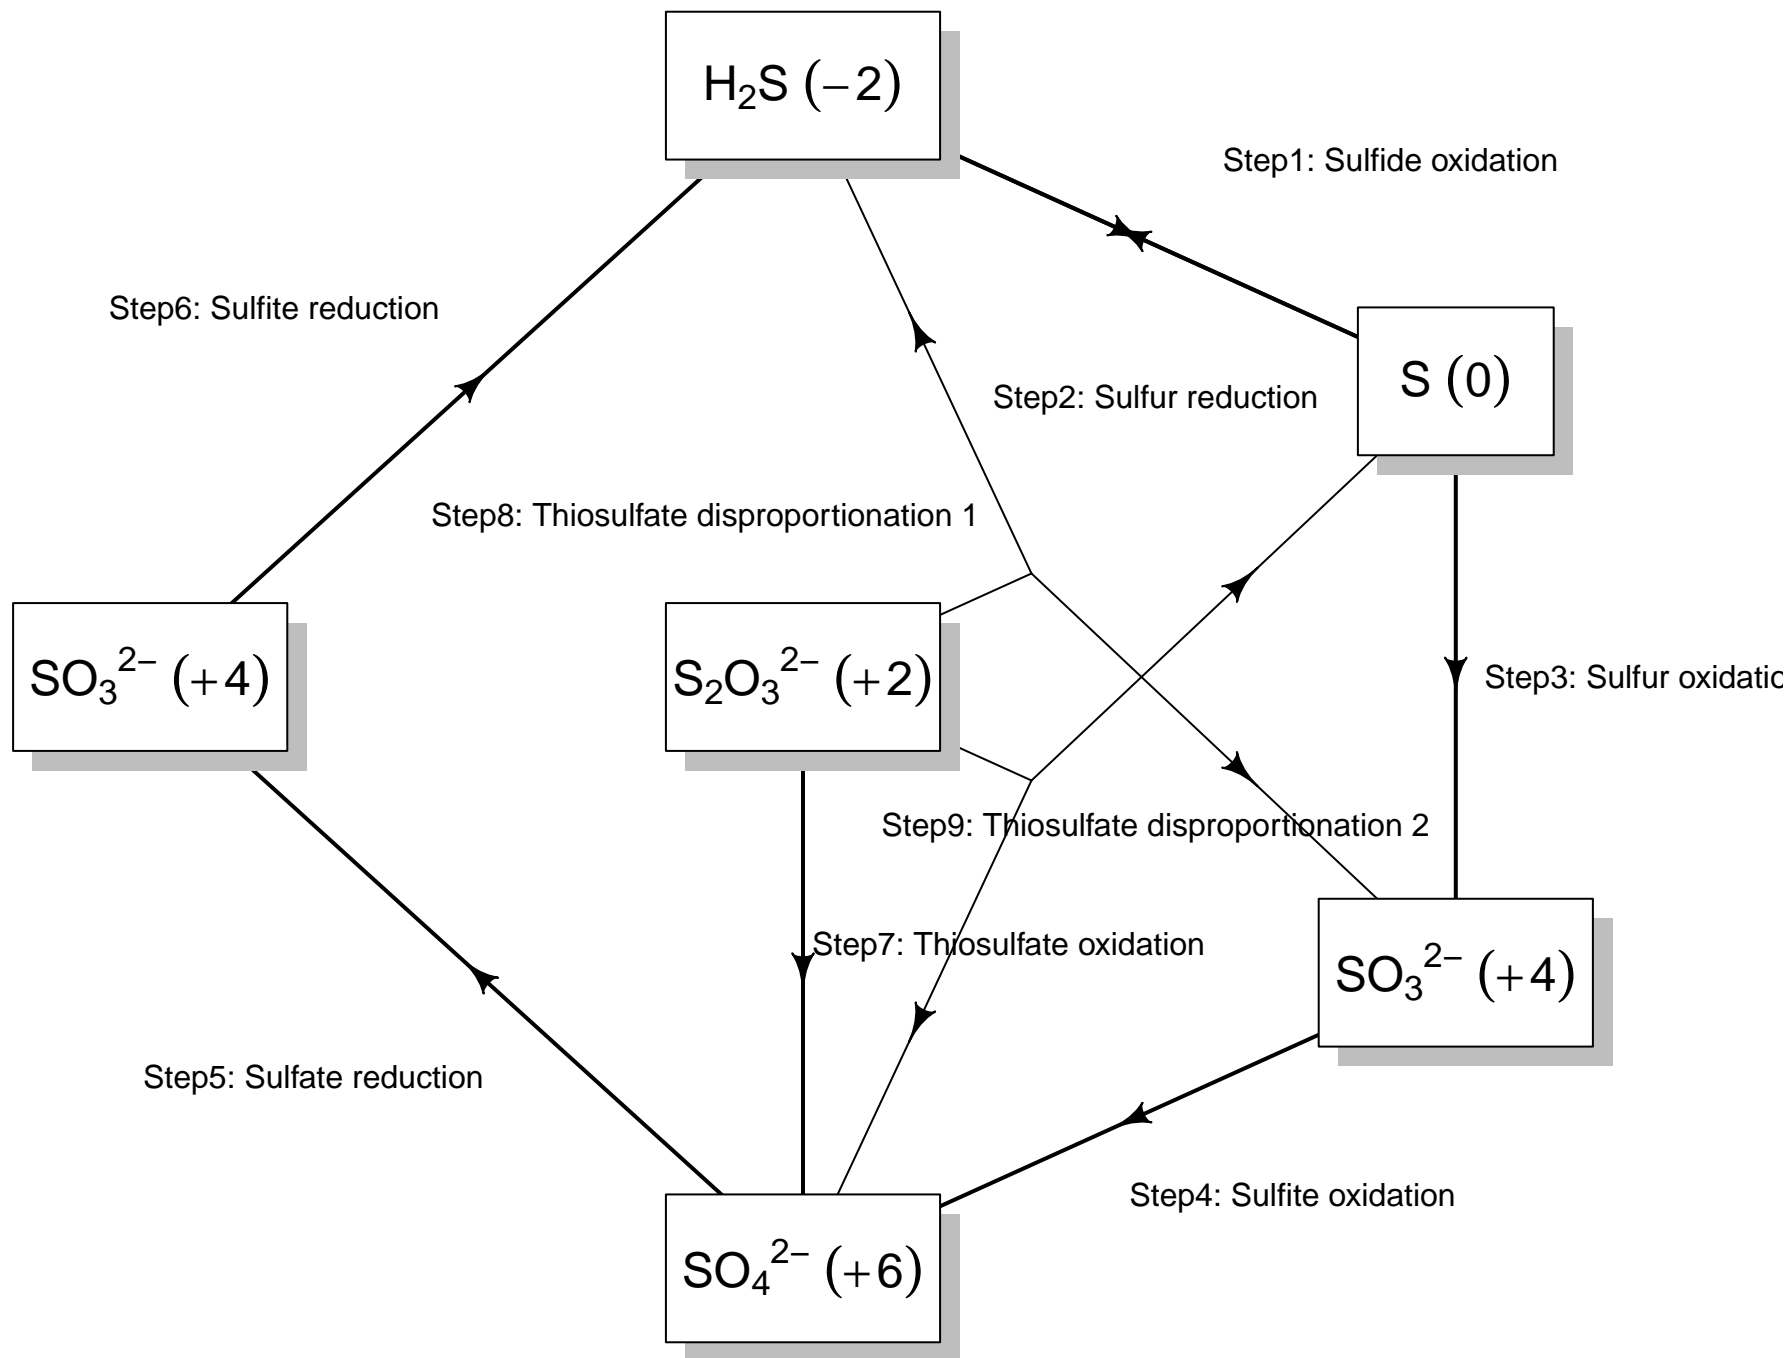 H₂S (−2)
Step1: Sulfide oxidation
Step6: Sulfite reduction
S (0)
Step2: Sulfur reduction
Step8: Thiosulfate disproportionation 1
SO₃²⁻ (+4)
S₂O₃²⁻ (+2)
Step3: Sulfur oxidatio
Step9: Thiosulfate disproportionation 2
Step7: Thiosulfate oxidation
SO₃²⁻ (+4)
Step5: Sulfate reduction
Step4: Sulfite oxidation
SO₄²⁻ (+6)